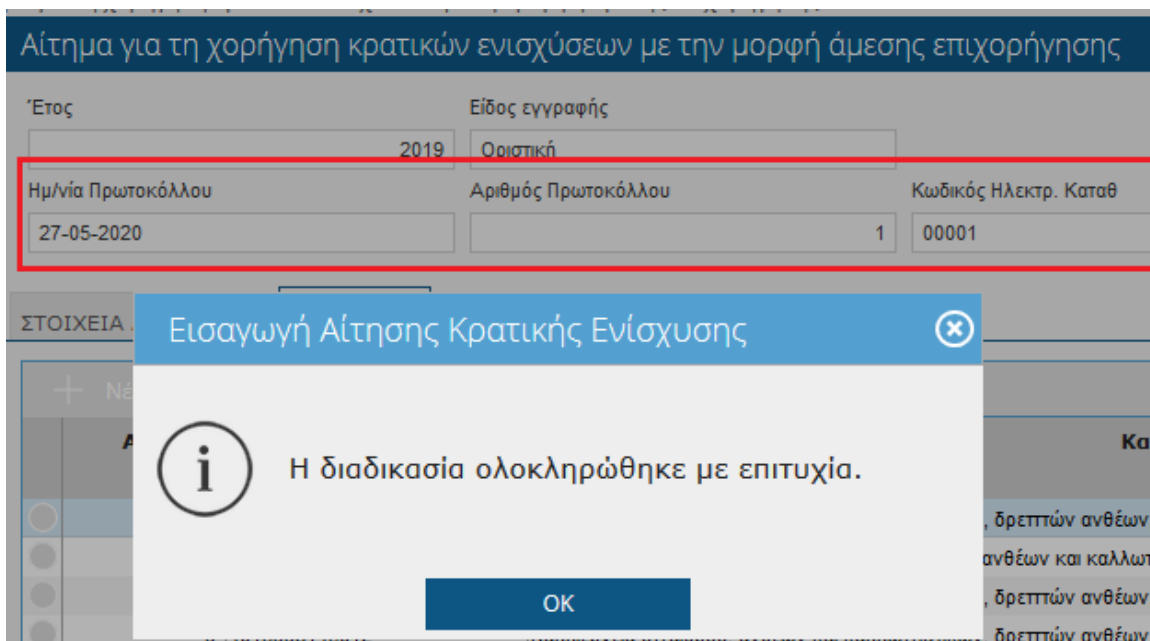 Αίτημα για τη χορήγηση κρατικών ενισχύσεων με την μορφή άμεσης επιχορήγησης
Έτος Είδος εγγραφής
2019 Οριστική
Ημ/νία Πρωτοκόλλου Αριθμός Πρωτοκόλλου Κωδικός Ηλεκτρ. Καταθ
27-05-2020 1 00001
ΣΤΟΙΧΕΙΑ
Εισαγωγή Αίτησης Κρατικής Ενίσχυσης
Η διαδικασία ολοκληρώθηκε με επιτυχία.
, δρεπτών ανθέων
ανθέων και
, δρεπτών ανθέων
OK
δρεπτών ανθέων